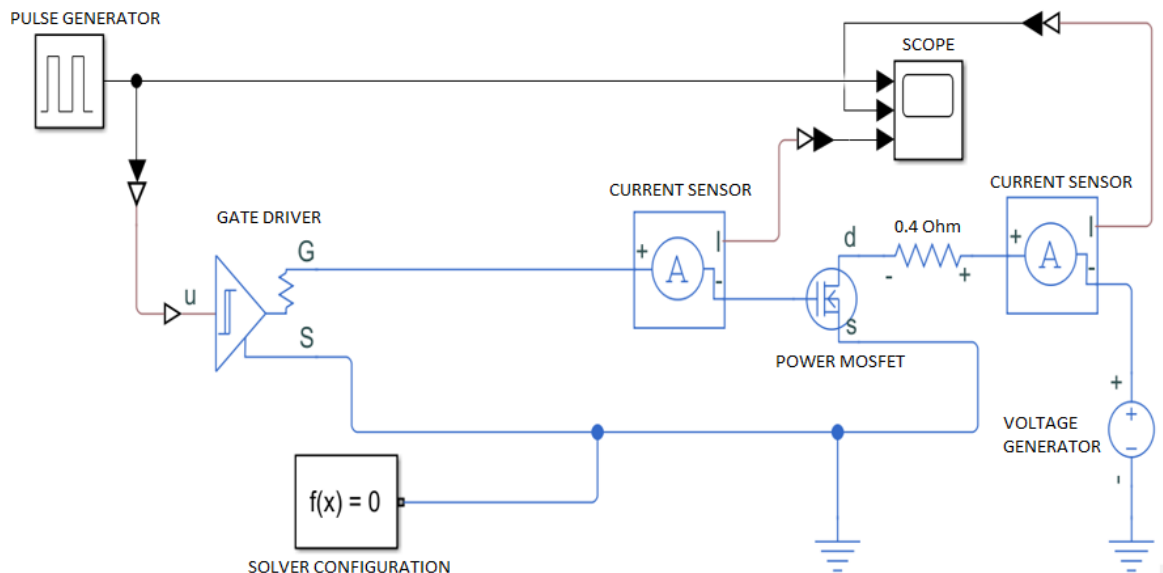 PULSE GENERATOR
SCOPE
CURRENT SENSOR
CURRENT SENSOR
GATE DRIVER
0.4 Ohm
G
+
A
I
-
d
-
+
+
A
I
-
u
S
s
POWER MOSFET
+
VOLTAGE
GENERATOR
+
-
-
f(x) = 0
SOLVER CONFIGURATION